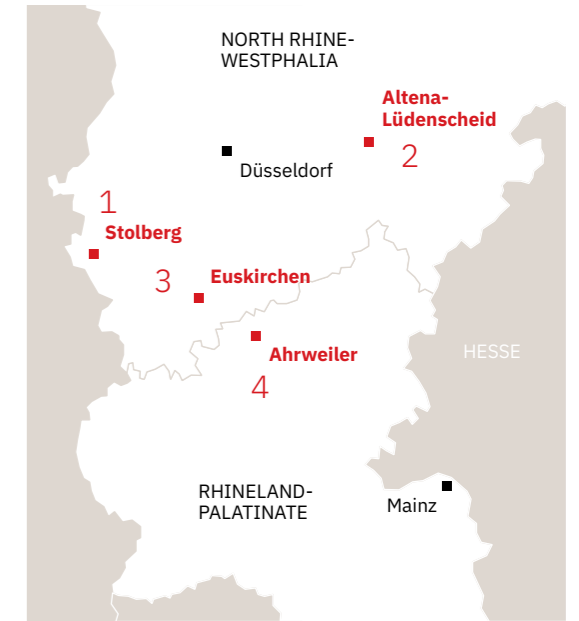 NORTH RHINE-
WESTPHALIA
Altena-
Lüdenscheid
2
Düsseldorf
1
Stolberg
3
Euskirchen
Ahrweiler
4
HESSE
RHINELAND-
PALATINATE
Mainz